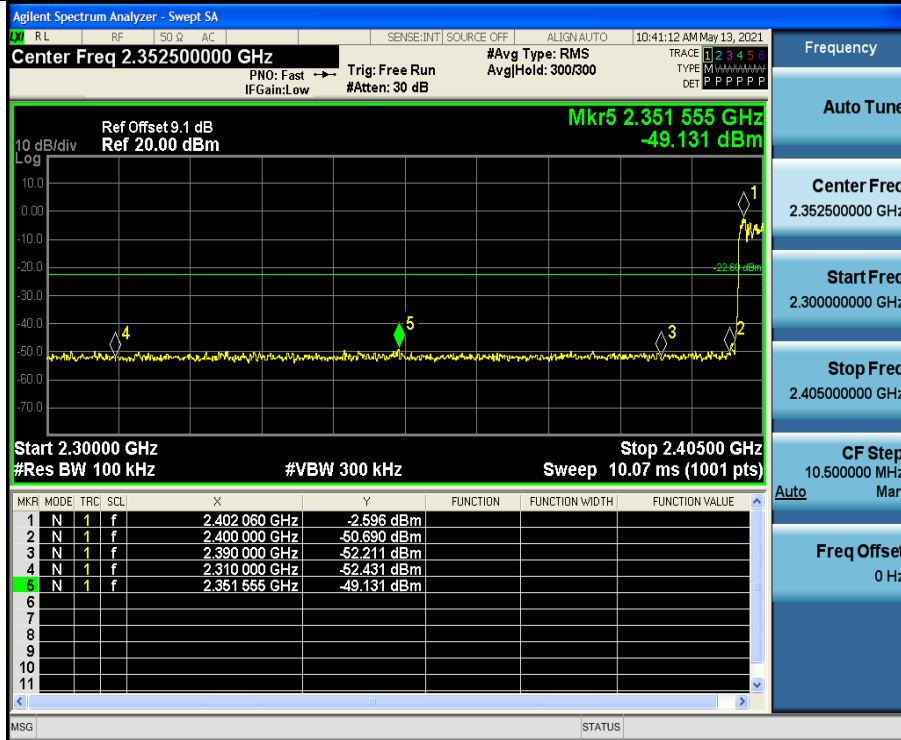 Agilent Spectrum Analyzer - Swept SA
LXI RL RF 50 Ω AC SENSE:INT SOURCE OFF ALIGN AUTO 10:41:12 AM May 13, 2021
Center Freq 2.352500000 GHz
PNO: Fast
IFGain:Low
Trig: Free Run
#Atten: 30 dB
#Avg Type: RMS
Avg|Hold: 300/300
TRACE 1 2 3 4 5 6
TYPE M
DET P P P P P P
Mkr5 2.351 555 GHz
-49.131 dBm
Ref Offset 9.1 dB
Ref 20.00 dBm
10 dB/div
Log
10.0
0.00
-10.0
-20.0
-30.0
-40.0
-50.0
-60.0
-70.0
1
-22.60 dBm
4
5
3
2
Start 2.30000 GHz
Stop 2.40500 GHz
#Res BW 100 kHz
#VBW 300 kHz
Sweep 10.07 ms (1001 pts)
MKR MODE TRC SCL X Y FUNCTION FUNCTION WIDTH FUNCTION VALUE
1 N 1 f 2.402 060 GHz -2.596 dBm
2 N 1 f 2.400 000 GHz -50.690 dBm
3 N 1 f 2.390 000 GHz -52.211 dBm
4 N 1 f 2.310 000 GHz -52.431 dBm
5 N 1 f 2.351 555 GHz -49.131 dBm
6
7
8
9
10
11
MSG
STATUS
Frequency
Auto Tune
Center Freq
2.352500000 GHz
Start Freq
2.300000000 GHz
Stop Freq
2.405000000 GHz
CF Step
10.500000 MHz
Auto Man
Freq Offset
0 Hz